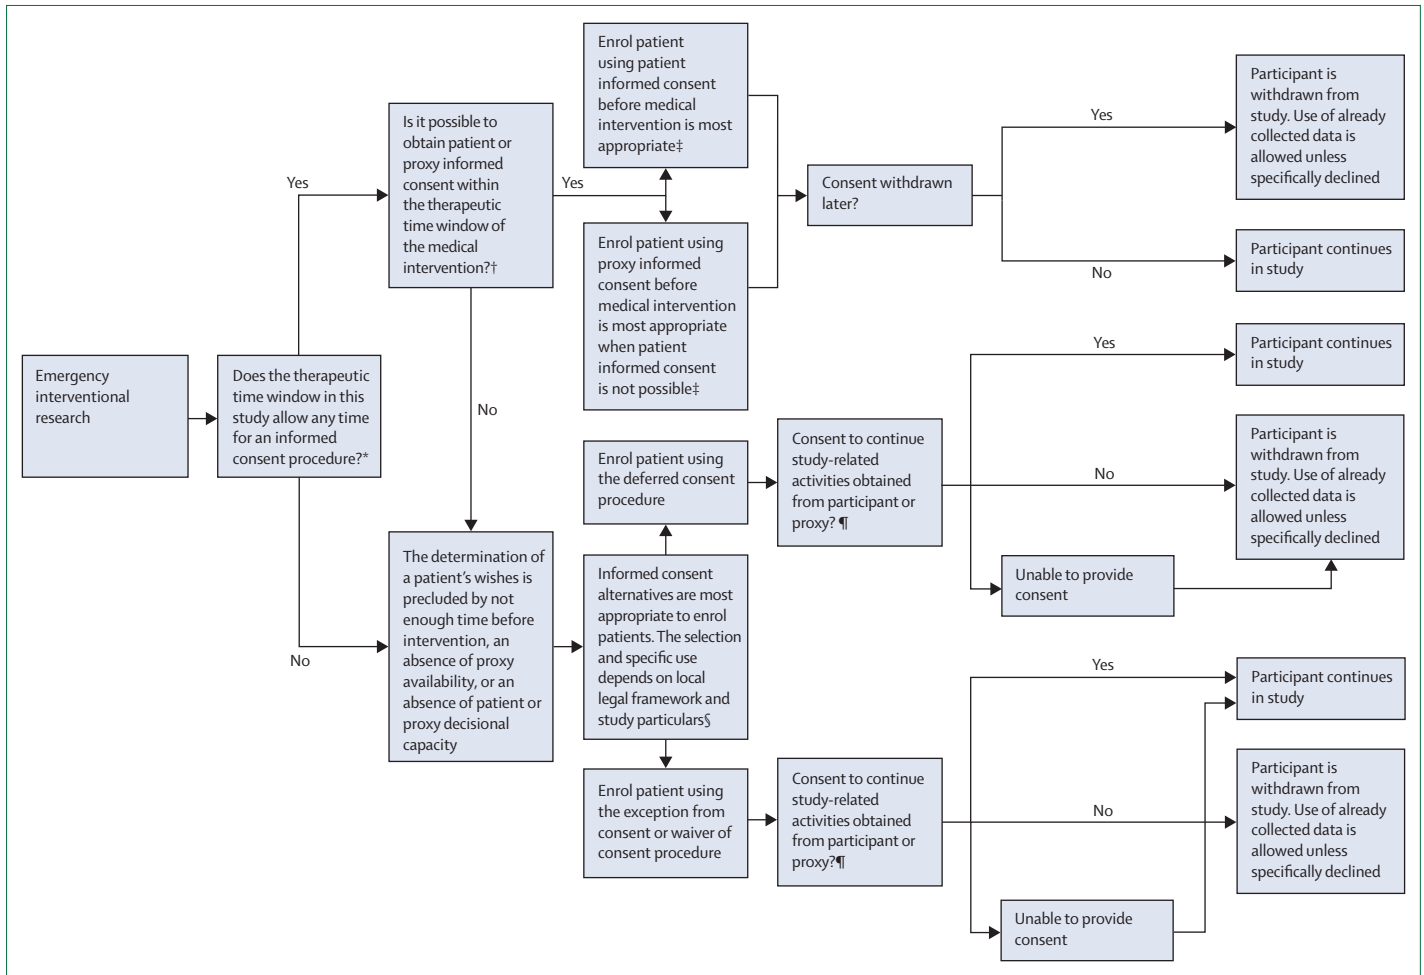 Emergency
interventional
research
Does the therapeutic
time window in this
study allow any time
for an informed
consent procedure?*
Yes
No
Is it possible to
obtain patient or
proxy informed
consent within
the therapeutic
time window of
the medical
intervention?†
Yes
No
The determination of
a patient’s wishes is
precluded by not
enough time before
intervention, an
absence of proxy
availability, or an
absence of patient or
proxy decisional
capacity
Enrol patient
using patient
informed consent
before medical
intervention is most
appropriate‡
Enrol patient using
proxy informed
consent before
medical intervention
is most appropriate
when patient
informed consent
is not possible‡
Consent withdrawn
later?
Yes
No
Participant is
withdrawn from
study. Use of already
collected data is
allowed unless
specifically declined
Participant continues
in study
Informed consent
alternatives are most
appropriate to enrol
patients. The selection
and specific use
depends on local
legal framework and
study particulars§
Enrol patient using
the deferred consent
procedure
Consent to continue
study-related
activities obtained
from participant or
proxy? ¶
Yes
No
Unable to provide
consent
Participant continues
in study
Participant is
withdrawn from
study. Use of already
collected data is
allowed unless
specifically declined
Enrol patient using
the exception from
consent or waiver of
consent procedure
Consent to continue
study-related
activities obtained
from participant or
proxy?¶
Yes
No
Unable to provide
consent
Participant continues
in study
Participant is
withdrawn from
study. Use of already
collected data is
allowed unless
specifically declined